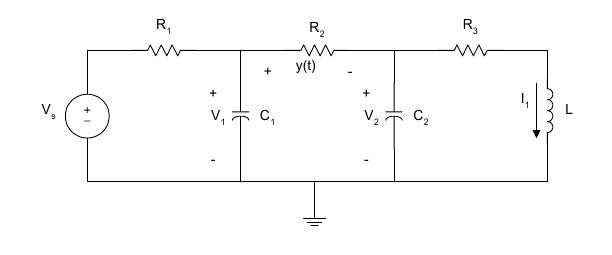 R1 R2 R3
+ y(t) -
+ + I1
Vs + - V1 C1 V2 C2 L
- -